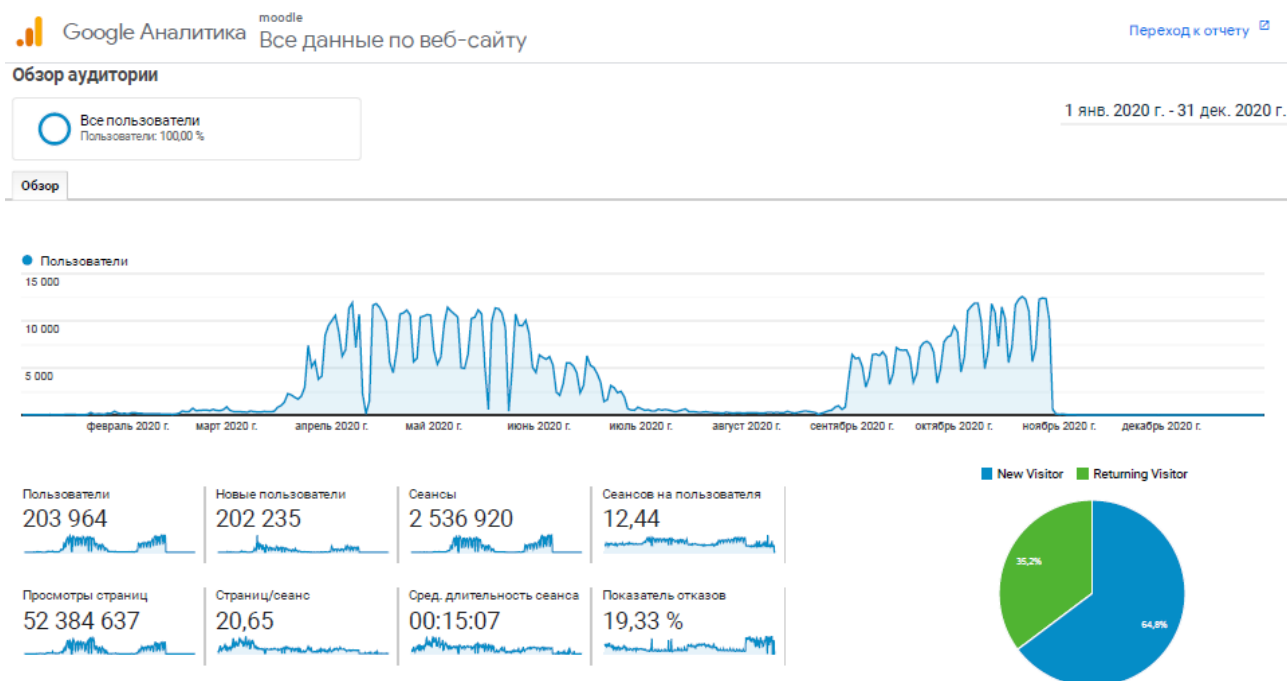 Google Аналитика
moodle
Все данные по веб-сайту
Переход к отчету
Обзор аудитории
Все пользователи
Пользователи: 100,00 %
1 янв. 2020 г. - 31 дек. 2020 г.
Обзор
Пользователи
15 000
10 000
5 000
февраль 2020 г. март 2020 г. апрель 2020 г. май 2020 г. июнь 2020 г. июль 2020 г. август 2020 г. сентябрь 2020 г. октябрь 2020 г. ноябрь 2020 г. декабрь 2020 г.
Пользователи
203 964
Новые пользователи
202 235
Сеансы
2 536 920
Сеансов на пользователя
12,44
Просмотры страниц
52 384 637
Страниц/сеанс
20,65
Сред. длительность сеанса
00:15:07
Показатель отказов
19,33 %
New Visitor Returning Visitor
35,2%
64,8%